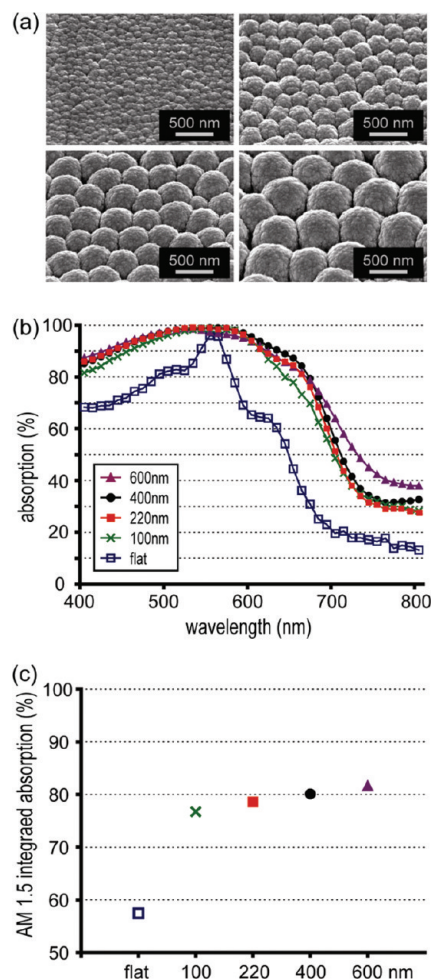 (a)
500 nm
500 nm
500 nm
500 nm
(b)
100
80
60
40
20
0
absorption (%)
600nm
400nm
220nm
100nm
flat
400
500
600
700
800
wavelength (nm)
(c)
100
90
80
70
60
50
AM 1.5 integraed absorption (%)
flat
100
220
400
600 nm